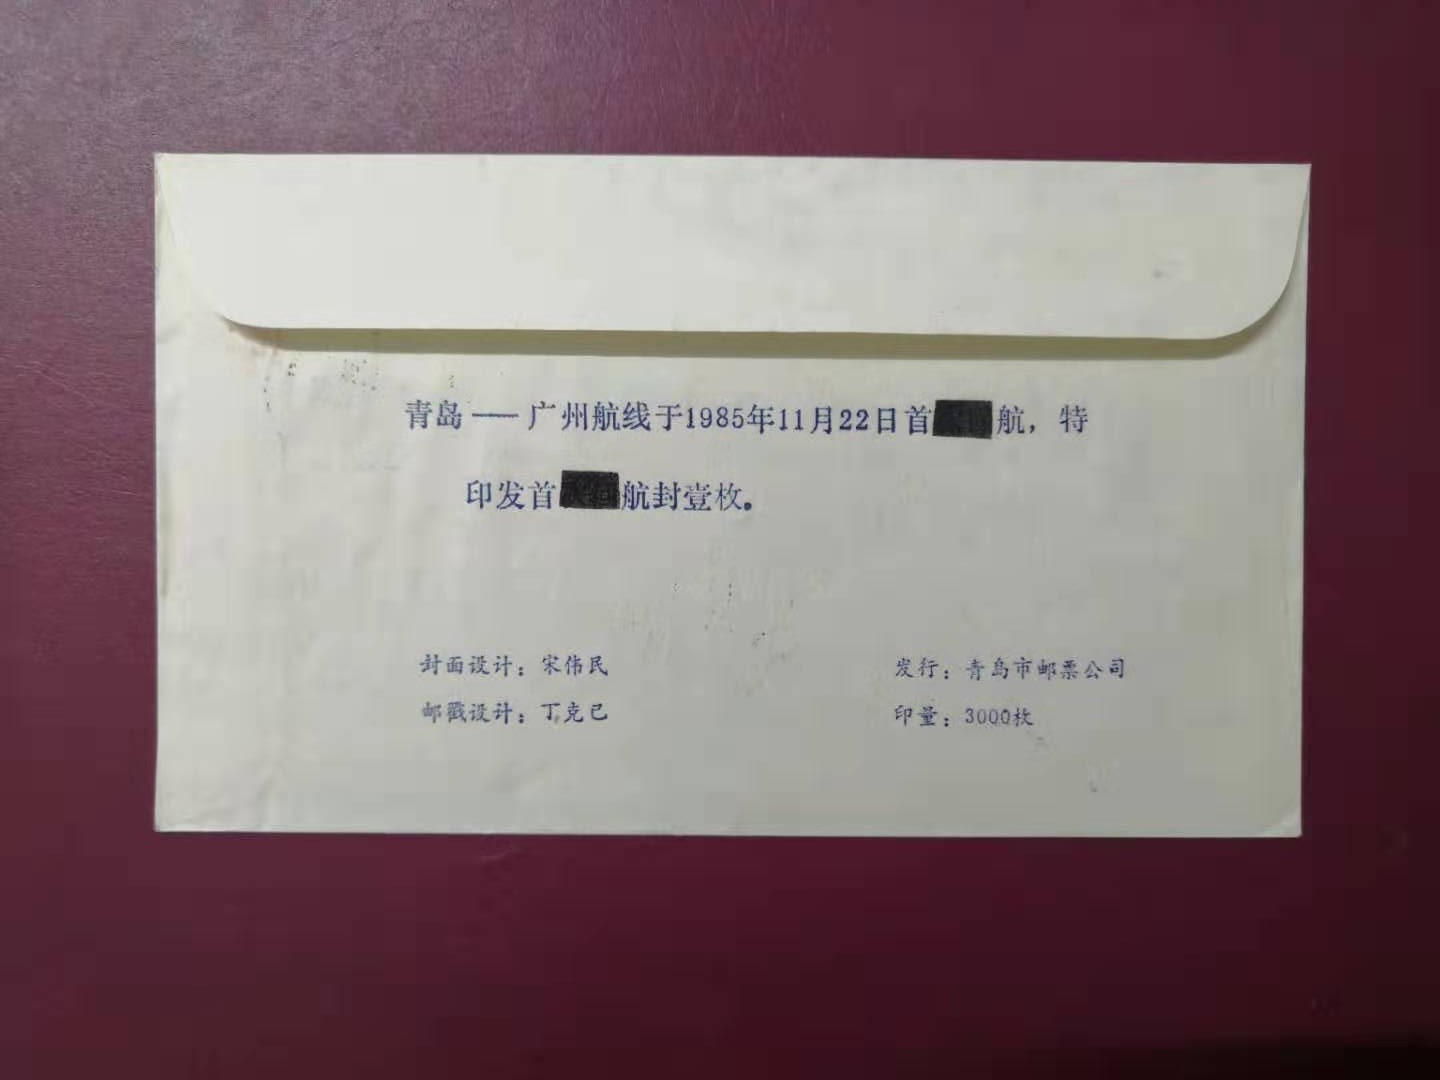 青岛——广州航线于1985年11月22日首航，特
印发首航封壹枚。
封面设计：宋伟民
邮戳设计：丁克己
发行：青岛市邮票公司
印量：3000枚